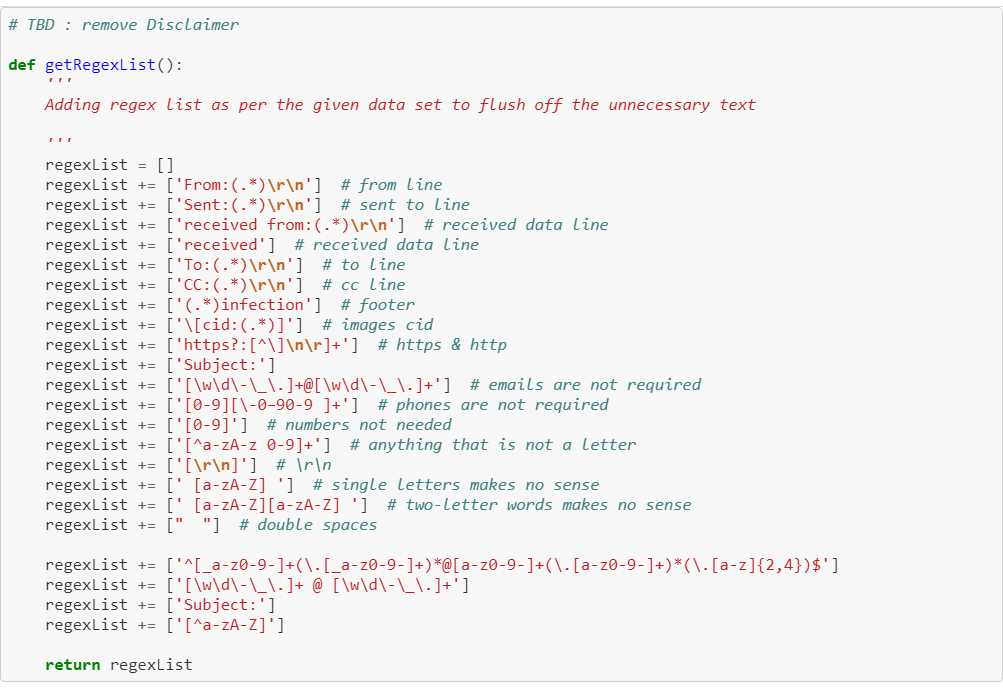 # TBD : remove Disclaimer
def getRegexList():
    '''
    Adding regex list as per the given data set to flush off the unnecessary text
    '''
    regexList = []
    regexList += ['From:(.*)\r\n']  # from line
    regexList += ['Sent:(.*)\r\n']  # sent to line
    regexList += ['received from:(.*)\r\n']  # received data line
    regexList += ['received']  # received data line
    regexList += ['To:(.*)\r\n']  # to line
    regexList += ['CC:(.*)\r\n']  # cc line
    regexList += ['(.*)infection']  # footer
    regexList += ['\[cid:(.*)]']  # images cid
    regexList += ['https?:[^\]\n\r]+']  # https & http
    regexList += ['Subject:']
    regexList += ['[\w\d\-\_\.]+@[\w\d\-\_\.]+']  # emails are not required
    regexList += ['[0-9][\-0–90-9 ]+']  # phones are not required
    regexList += ['[0-9]']  # numbers not needed
    regexList += ['[^a-zA-z 0-9]+']  # anything that is not a letter
    regexList += ['[\r\n]']  # \r\n
    regexList += [' [a-zA-Z] ']  # single letters makes no sense
    regexList += [' [a-zA-Z][a-zA-Z] ']  # two-letter words makes no sense
    regexList += ["  "]  # double spaces
    regexList += ['^[_a-z0-9-]+(\.[_a-z0-9-]+)*@[a-z0-9-]+(\.[a-z0-9-]+)*(\.[a-z]{2,4})$']
    regexList += ['[\w\d\-\_\.]+ @ [\w\d\-\_\.]+']
    regexList += ['Subject:']
    regexList += ['[^a-zA-Z]']
    return regexList